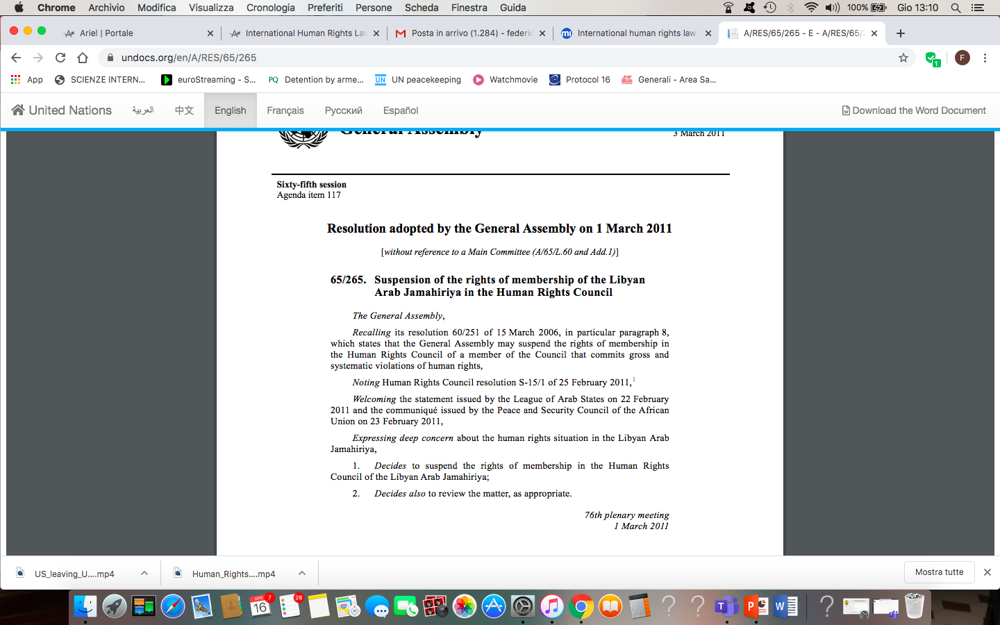 Chrome Archivio Modifica Visualizza Cronologia Preferiti Persone Scheda Finestra Guida 100% Gio 13:10
Ariel | Portale International Human Rights Law Posta in arrivo (1.284) - federic International human rights law A/RES/65/265 - E - A/RES/65/2
undocs.org/en/A/RES/65/265 1 F
App SCIENZE INTERN... euroStreaming - S... PQ Detention by arme... UN UN peacekeeping Watchmovie Protocol 16 Generali - Area Sa...
United Nations العربية 中文 English Français Русский Español Download the Word Document
General Assembly 3 March 2011
Sixty-fifth session
Agenda item 117
Resolution adopted by the General Assembly on 1 March 2011
[without reference to a Main Committee (A/65/L.60 and Add.1)]
65/265. Suspension of the rights of membership of the Libyan
Arab Jamahiriya in the Human Rights Council
The General Assembly,
Recalling its resolution 60/251 of 15 March 2006, in particular paragraph 8,
which states that the General Assembly may suspend the rights of membership in
the Human Rights Council of a member of the Council that commits gross and
systematic violations of human rights,
Noting Human Rights Council resolution S-15/1 of 25 February 2011,1
Welcoming the statement issued by the League of Arab States on 22 February
2011 and the communiqué issued by the Peace and Security Council of the African
Union on 23 February 2011,
Expressing deep concern about the human rights situation in the Libyan Arab
Jamahiriya,
1. Decides to suspend the rights of membership in the Human Rights
Council of the Libyan Arab Jamahiriya;
2. Decides also to review the matter, as appropriate.
76th plenary meeting
1 March 2011
US_leaving_U....mp4 Human_Rights....mp4 Mostra tutte
APR 16 7 28